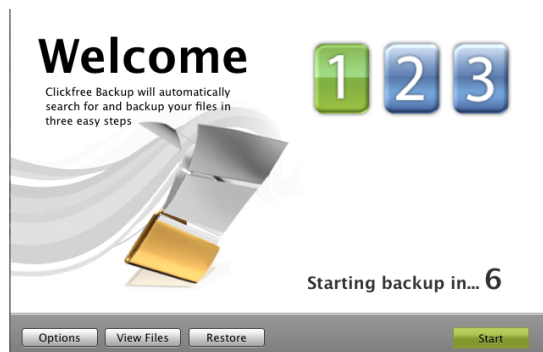 Welcome
Clickfree Backup will automatically
search for and backup your files in
three easy steps
1 2 3
Starting backup in... 6
Options View Files Restore Start